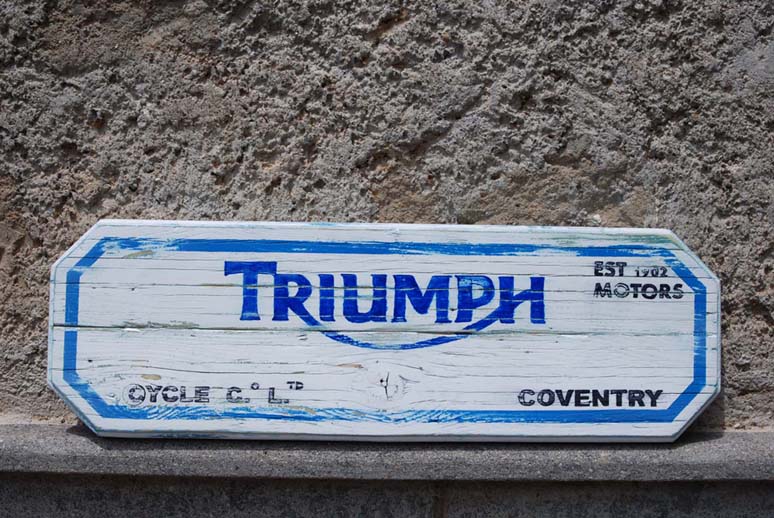 TRIUMPH
EST 1902
MOTORS
CYCLE C.° L.TD
COVENTRY